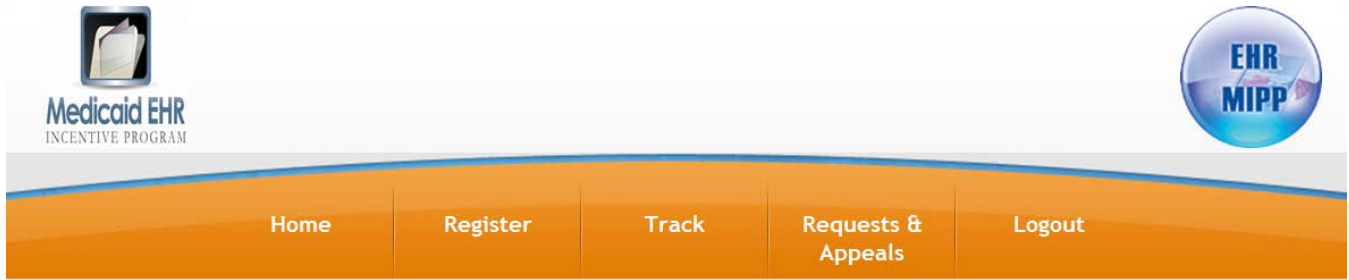 Medicaid EHR
INCENTIVE PROGRAM
EHR
MIPP
Home
Register
Track
Requests &
Appeals
Logout